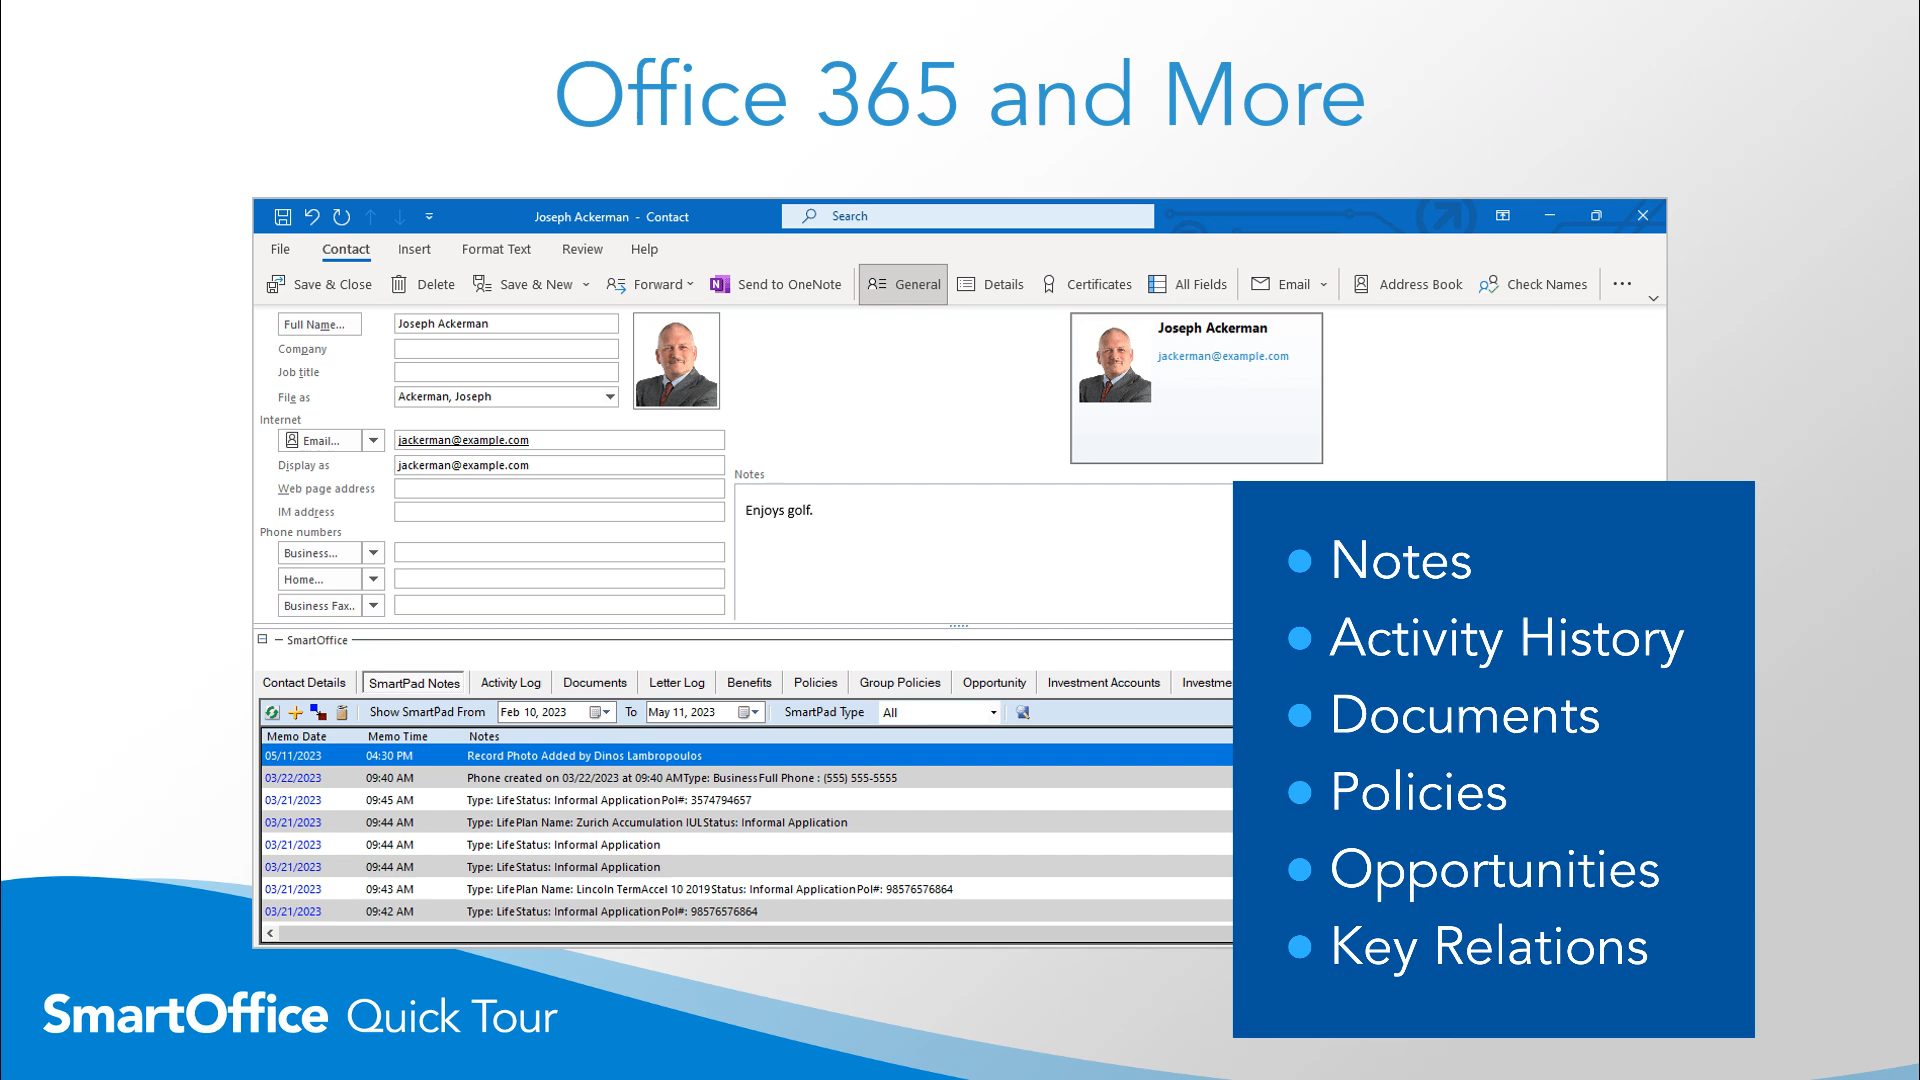 Office 365 and More
Joseph Ackerman - Contact
Search
File Contact Insert Format Text Review Help
Save & Close Delete Save & New Forward Send to OneNote General Details Certificates All Fields Email Address Book Check Names ...
Full Name... Joseph Ackerman
Company
Job title
File as Ackerman, Joseph
Joseph Ackerman
jackerman@example.com
Internet
Email... jackerman@example.com
Display as jackerman@example.com
Web page address
IM address
Phone numbers
Business...
Home...
Business Fax..
Notes
Enjoys golf.
SmartOffice
Contact Details SmartPad Notes Activity Log Documents Letter Log Benefits Policies Group Policies Opportunity Investment Accounts Investme
Show SmartPad From Feb 10, 2023 To May 11, 2023 SmartPad Type All
Memo Date Memo Time Notes
05/11/2023 04:30 PM Record Photo Added by Dinos Lambropoulos
03/22/2023 09:40 AM Phone created on 03/22/2023 at 09:40 AMType: BusinessFull Phone : (555) 555-5555
03/21/2023 09:45 AM Type: LifeStatus: Informal ApplicationPol#: 3574794657
03/21/2023 09:44 AM Type: LifePlan Name: Zurich Accumulation IULStatus: Informal Application
03/21/2023 09:44 AM Type: LifeStatus: Informal Application
03/21/2023 09:44 AM Type: LifeStatus: Informal Application
03/21/2023 09:43 AM Type: LifePlan Name: Lincoln TermAccel 10 2019Status: Informal ApplicationPol#: 98576576864
03/21/2023 09:42 AM Type: LifeStatus: Informal ApplicationPol#: 98576576864
Notes
Activity History
Documents
Policies
Opportunities
Key Relations
SmartOffice Quick Tour